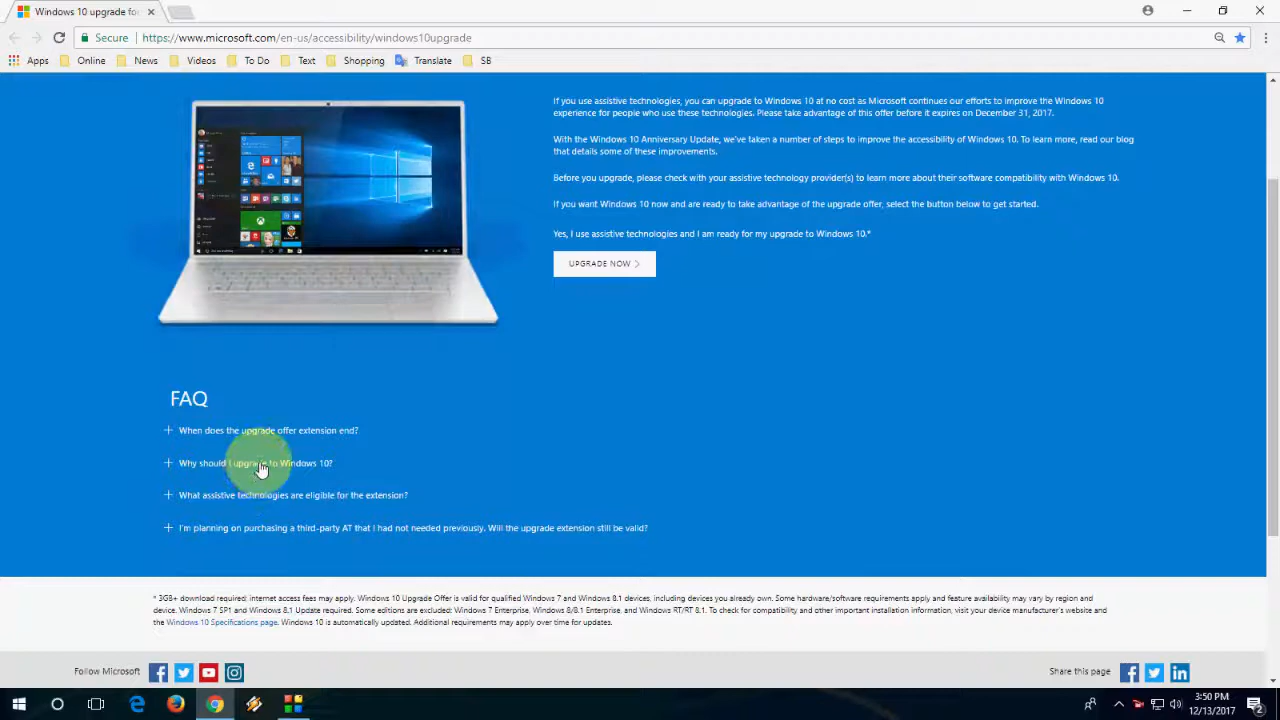 Windows 10 upgrade fo
Secure
https://www.microsoft.com/en-us/accessibility/windows10upgrade
Apps Online News Videos To Do Text Shopping Translate SB
If you use assistive technologies, you can upgrade to Windows 10 at no cost as Microsoft continues our efforts to improve the Windows 10
experience for people who use these technologies. Please take advantage of this offer before it expires on December 31, 2017.
With the Windows 10 Anniversary Update, we've taken a number of steps to improve the accessibility of Windows 10. To learn more, read our blog
that details some of these improvements.
Before you upgrade, please check with your assistive technology provider(s) to learn more about their software compatibility with Windows 10.
If you want Windows 10 now and are ready to take advantage of the upgrade offer, select the button below to get started.
Yes, I use assistive technologies and I am ready for my upgrade to Windows 10.*
UPGRADE NOW
FAQ
When does the upgrade offer extension end?
Why should I upgrade to Windows 10?
What assistive technologies are eligible for the extension?
I'm planning on purchasing a third-party AT that I had not needed previously. Will the upgrade extension still be valid?
* 3GB+ download required; internet access fees may apply. Windows 10 Upgrade Offer is valid for qualified Windows 7 and Windows 8.1 devices, including devices you already own. Some hardware/software requirements apply and feature availability may vary by region and
device. Windows 7 SP1 and Windows 8.1 Update required. Some editions are excluded: Windows 7 Enterprise, Windows 8/8.1 Enterprise, and Windows RT/RT 8.1. To check for compatibility and other important installation information, visit your device manufacturer's website and
the Windows 10 Specifications page. Windows 10 is automatically updated. Additional requirements may apply over time for updates.
Follow Microsoft
Share this page
3:50 PM
12/13/2017
2